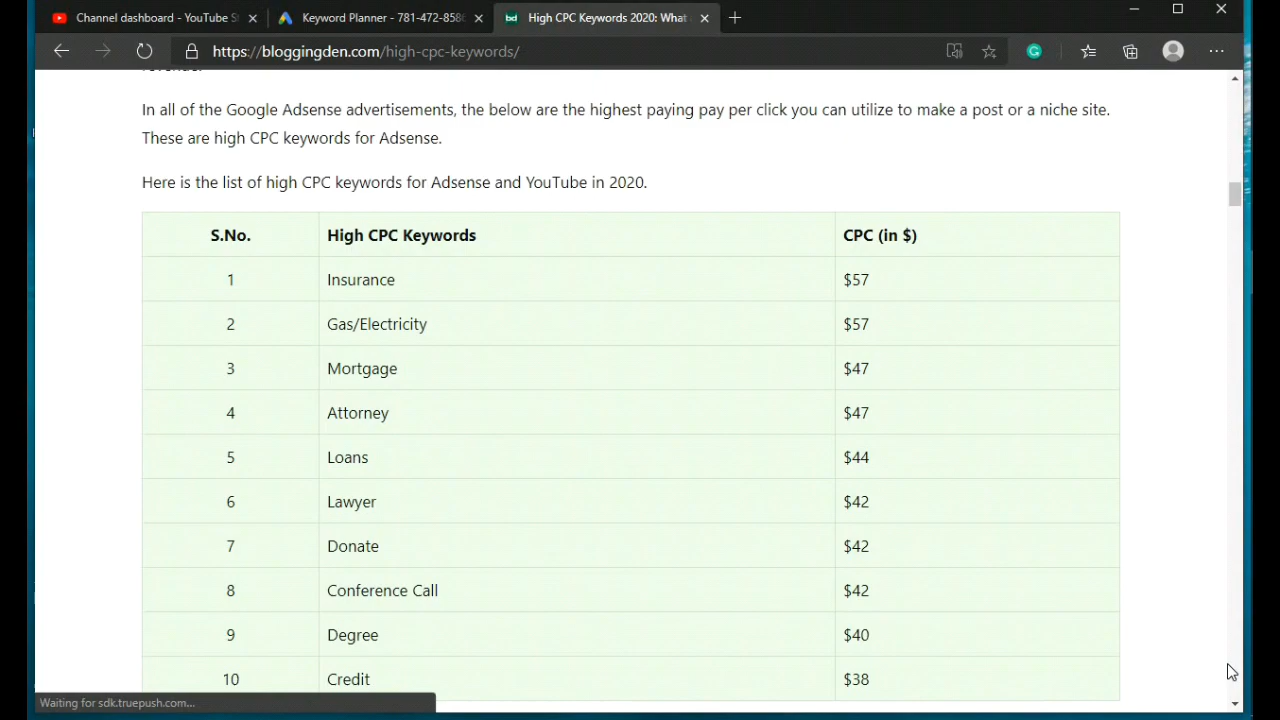 Channel dashboard - YouTube S
Keyword Planner - 781-472-858
High CPC Keywords 2020: What
bd
https://bloggingden.com/high-cpc-keywords/
In all of the Google Adsense advertisements, the below are the highest paying pay per click you can utilize to make a post or a niche site.
These are high CPC keywords for Adsense.
Here is the list of high CPC keywords for Adsense and YouTube in 2020.
S.No. High CPC Keywords CPC (in $)
1 Insurance $57
2 Gas/Electricity $57
3 Mortgage $47
4 Attorney $47
5 Loans $44
6 Lawyer $42
7 Donate $42
8 Conference Call $42
9 Degree $40
10 Credit $38
Waiting for sdk.truepush.com...